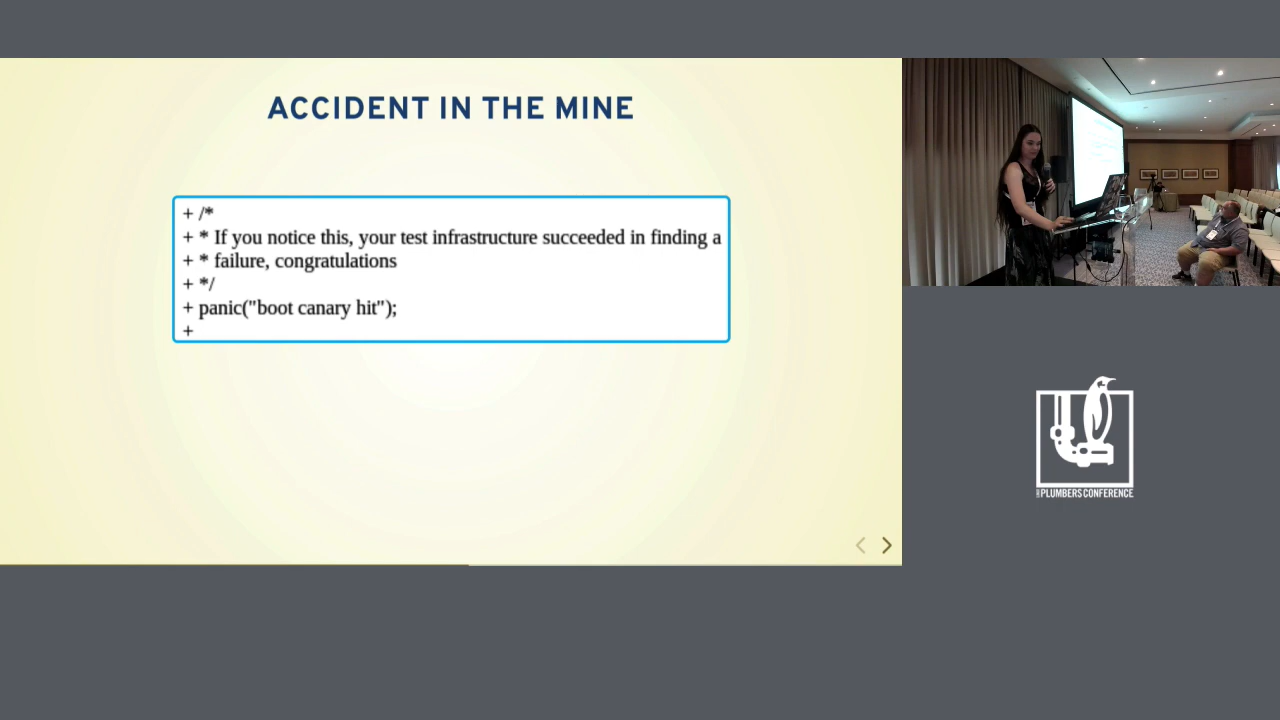 ACCIDENT IN THE MINE
+ /*
+ * If you notice this, your test infrastructure succeeded in finding a
+ * failure, congratulations
+ */
+ panic("boot canary hit");
+
PLUMBERS CONFERENCE